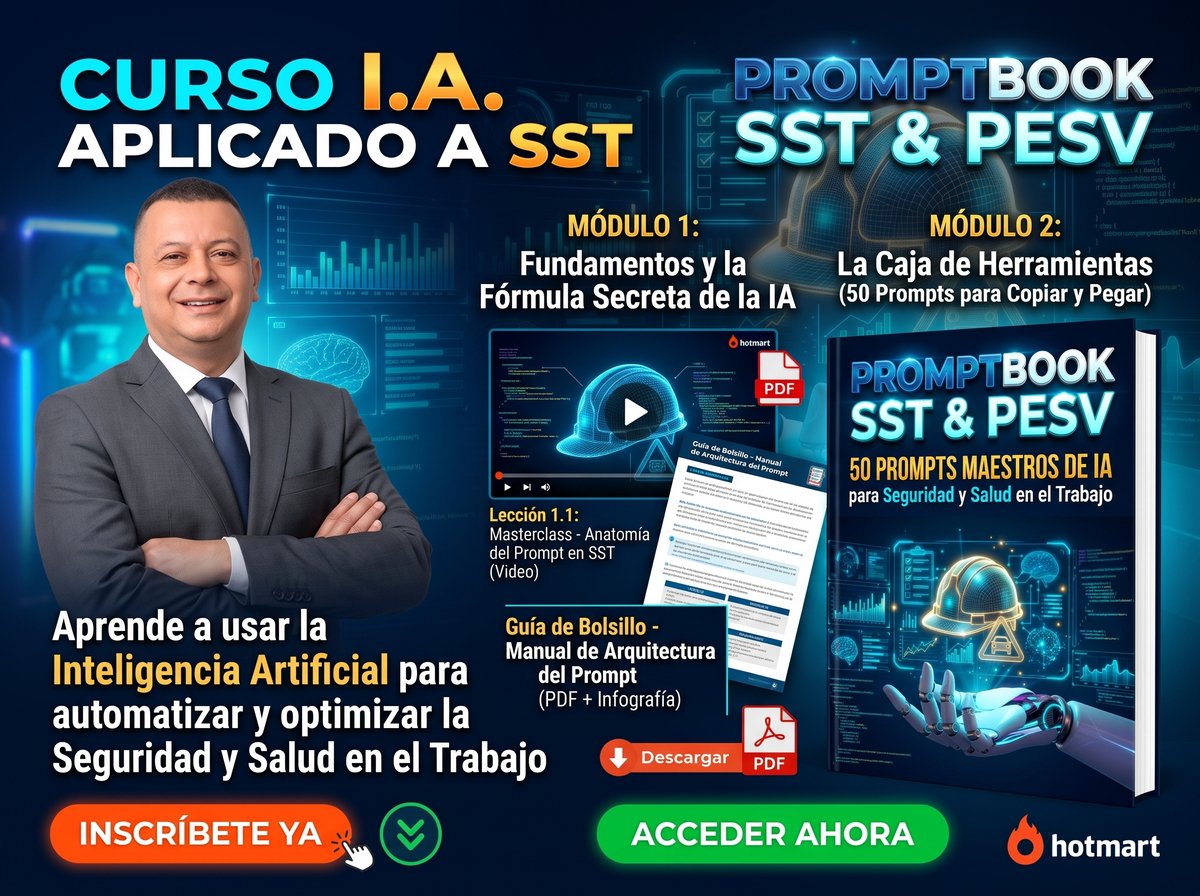 CURSO I.A.
APLICADO A SST
PROMPTBOOK
SST & PESV
MÓDULO 1:
Fundamentos y la
Fórmula Secreta de la IA
MÓDULO 2:
La Caja de Herramientas
(50 Prompts para Copiar y Pegar)
hotmart
PDF
Guía de Bolsillo - Manual
de Arquitectura del Prompt
Lección 1.1:
Masterclass - Anatomía
del Prompt en SST
(Video)
Guía de Bolsillo -
Manual de Arquitectura
del Prompt
(PDF + Infografía)
Descargar
PDF
PROMPTBOOK
SST & PESV
50 PROMPTS MAESTROS DE IA
para Seguridad y Salud en el Trabajo
Aprende a usar la
Inteligencia Artificial para
automatizar y optimizar la
Seguridad y Salud en el Trabajo
INSCRÍBETE YA
ACCEDER AHORA
hotmart